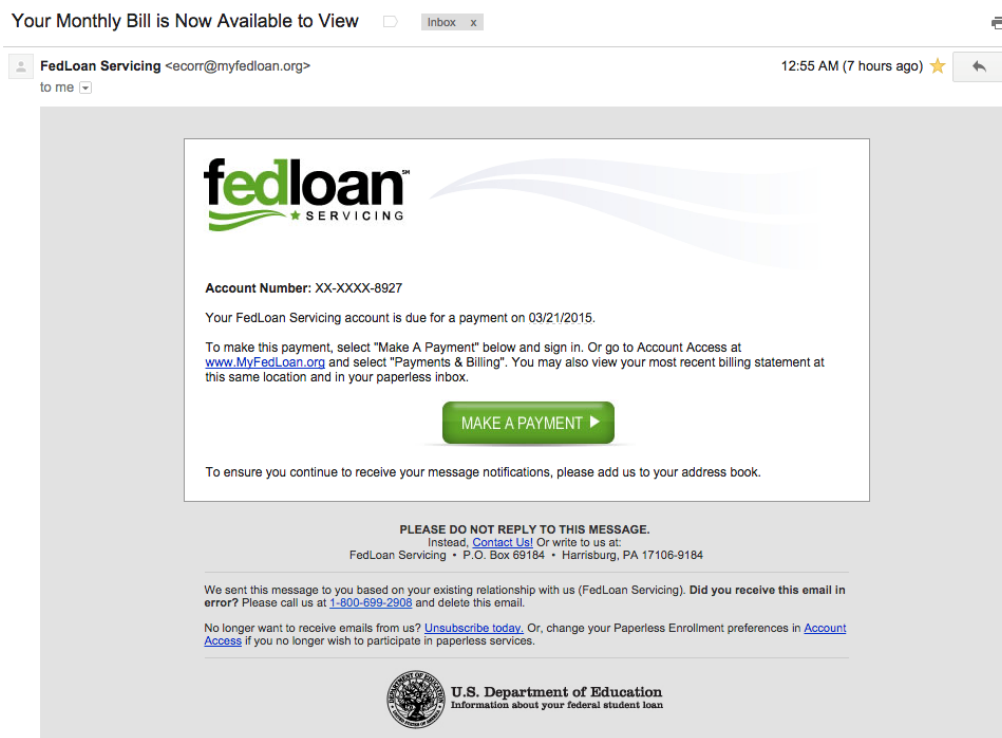 Your Monthly Bill is Now Available to View Inbox x
FedLoan Servicing <ecorr@myfedloan.org> 12:55 AM (7 hours ago)
to me
fedloan SM
SERVICING
Account Number: XX-XXXX-8927
Your FedLoan Servicing account is due for a payment on 03/21/2015.
To make this payment, select "Make A Payment" below and sign in. Or go to Account Access at
www.MyFedLoan.org and select "Payments & Billing". You may also view your most recent billing statement at
this same location and in your paperless inbox.
MAKE A PAYMENT
To ensure you continue to receive your message notifications, please add us to your address book.
PLEASE DO NOT REPLY TO THIS MESSAGE.
Instead, Contact Us! Or write to us at:
FedLoan Servicing • P.O. Box 69184 • Harrisburg, PA 17106-9184
We sent this message to you based on your existing relationship with us (FedLoan Servicing). Did you receive this email in
error? Please call us at 1-800-699-2908 and delete this email.
No longer want to receive emails from us? Unsubscribe today. Or, change your Paperless Enrollment preferences in Account
Access if you no longer wish to participate in paperless services.
DEPARTMENT OF EDUCATION
UNITED STATES OF AMERICA
U.S. Department of Education
Information about your federal student loan